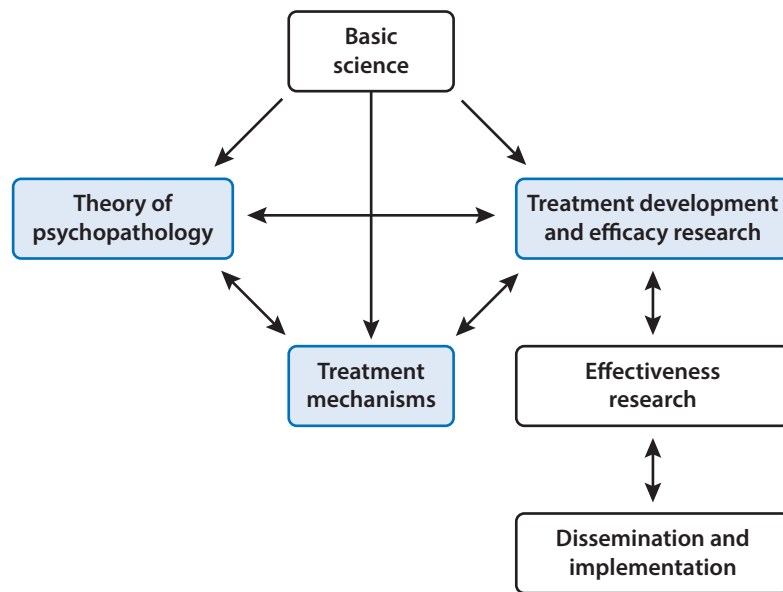 Basic
science
Theory of
psychopathology
Treatment development
and efficacy research
Treatment
mechanisms
Effectiveness
research
Dissemination and
implementation